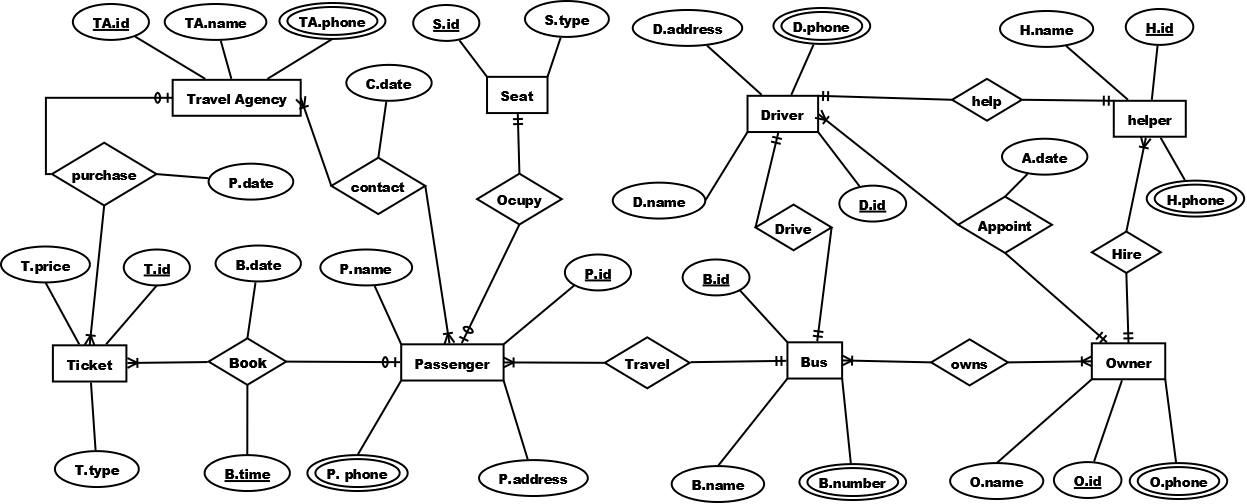 TA.id
TA.name
TA.phone
S.id
S.type
D.address
D.phone
H.name
H.id
C.date
Travel Agency
Seat
Driver
help
helper
purchase
P.date
contact
Ocupy
D.name
D.id
A.date
H.phone
Drive
Appoint
Hire
T.price
T.id
B.date
P.name
P.id
B.id
Ticket
Book
Passenger
Travel
Bus
owns
Owner
T.type
B.time
P. phone
P.address
B.name
B.number
O.name
O.id
O.phone